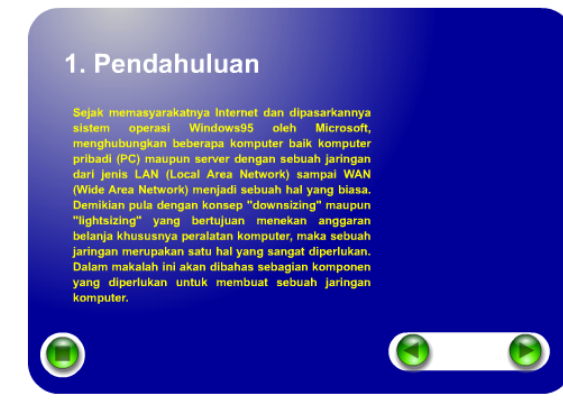 1. Pendahuluan
Sejak memasyarakatnya Internet dan dipasarkannya
sistem operasi Windows95 oleh Microsoft,
menghubungkan beberapa komputer baik komputer
pribadi (PC) maupun server dengan sebuah jaringan
dari jenis LAN (Local Area Network) sampai WAN
(Wide Area Network) menjadi sebuah hal yang biasa.
Demikian pula dengan konsep "downsizing" maupun
"lightsizing" yang bertujuan menekan anggaran
belanja khususnya peralatan komputer, maka sebuah
jaringan merupakan satu hal yang sangat diperlukan.
Dalam makalah ini akan dibahas sebagian komponen
yang diperlukan untuk membuat sebuah jaringan
komputer.